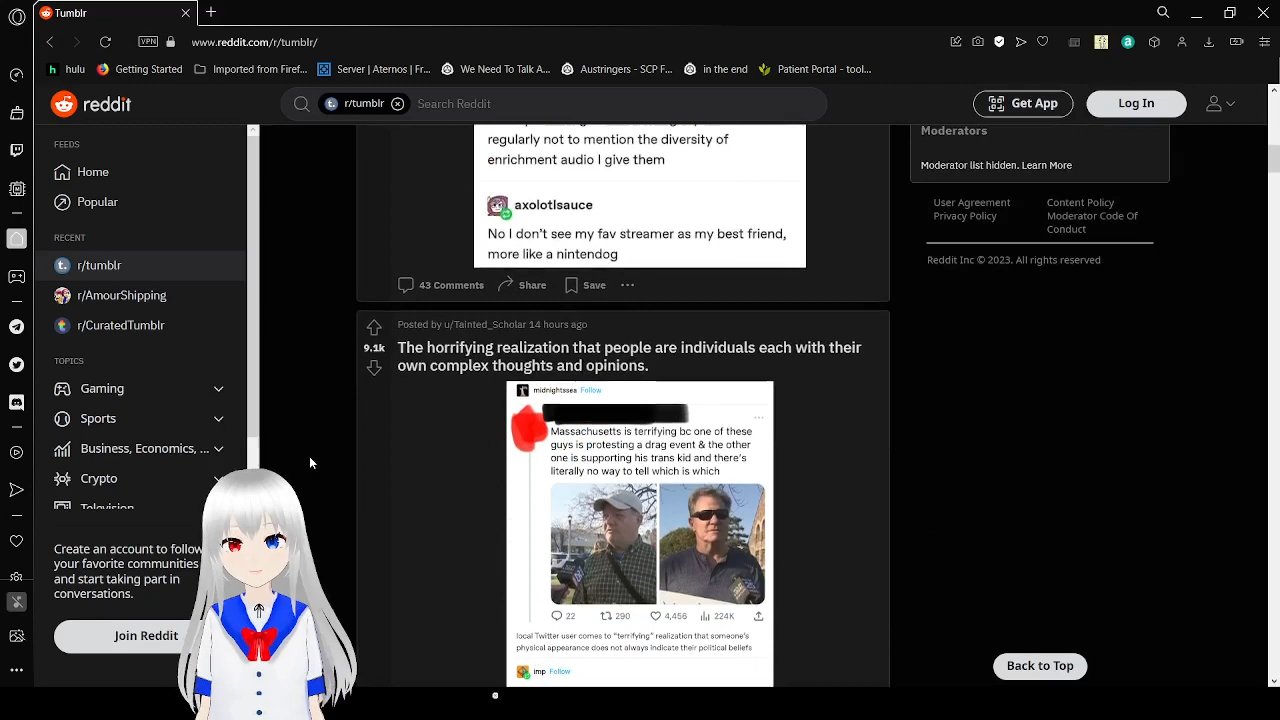 Tumblr
VPN
www.reddit.com/r/tumblr/
hulu
Getting Started
Imported from Firef...
Server | Aternos | Fr...
We Need To Talk A...
Austringers - SCP F...
in the end
Patient Portal - tool...
reddit
r/tumblr
Search Reddit
Get App
Log In
FEEDS
Home
Popular
RECENT
r/tumblr
r/AmourShipping
r/CuratedTumblr
TOPICS
Gaming
Sports
Business, Economics, ...
Crypto
Television
Create an account to follow
your favorite communities
and start taking part in
conversations.
Join Reddit
regularly not to mention the diversity of
enrichment audio I give them
axolotlsauce
No I don't see my fav streamer as my best friend,
more like a nintendog
43 Comments
Share
Save
Posted by u/Tainted_Scholar 14 hours ago
9.1k
The horrifying realization that people are individuals each with their
own complex thoughts and opinions.
midnightssea Follow
Massachusetts is terrifying bc one of these
guys is protesting a drag event & the other
one is supporting his trans kid and there's
literally no way to tell which is which
22
290
4,456
224K
local Twitter user comes to "terrifying" realization that someone's
physical appearance does not always indicate their political beliefs
imp Follow
Moderators
Moderator list hidden. Learn More
User Agreement
Privacy Policy
Content Policy
Moderator Code Of
Conduct
Reddit Inc © 2023. All rights reserved
Back to Top